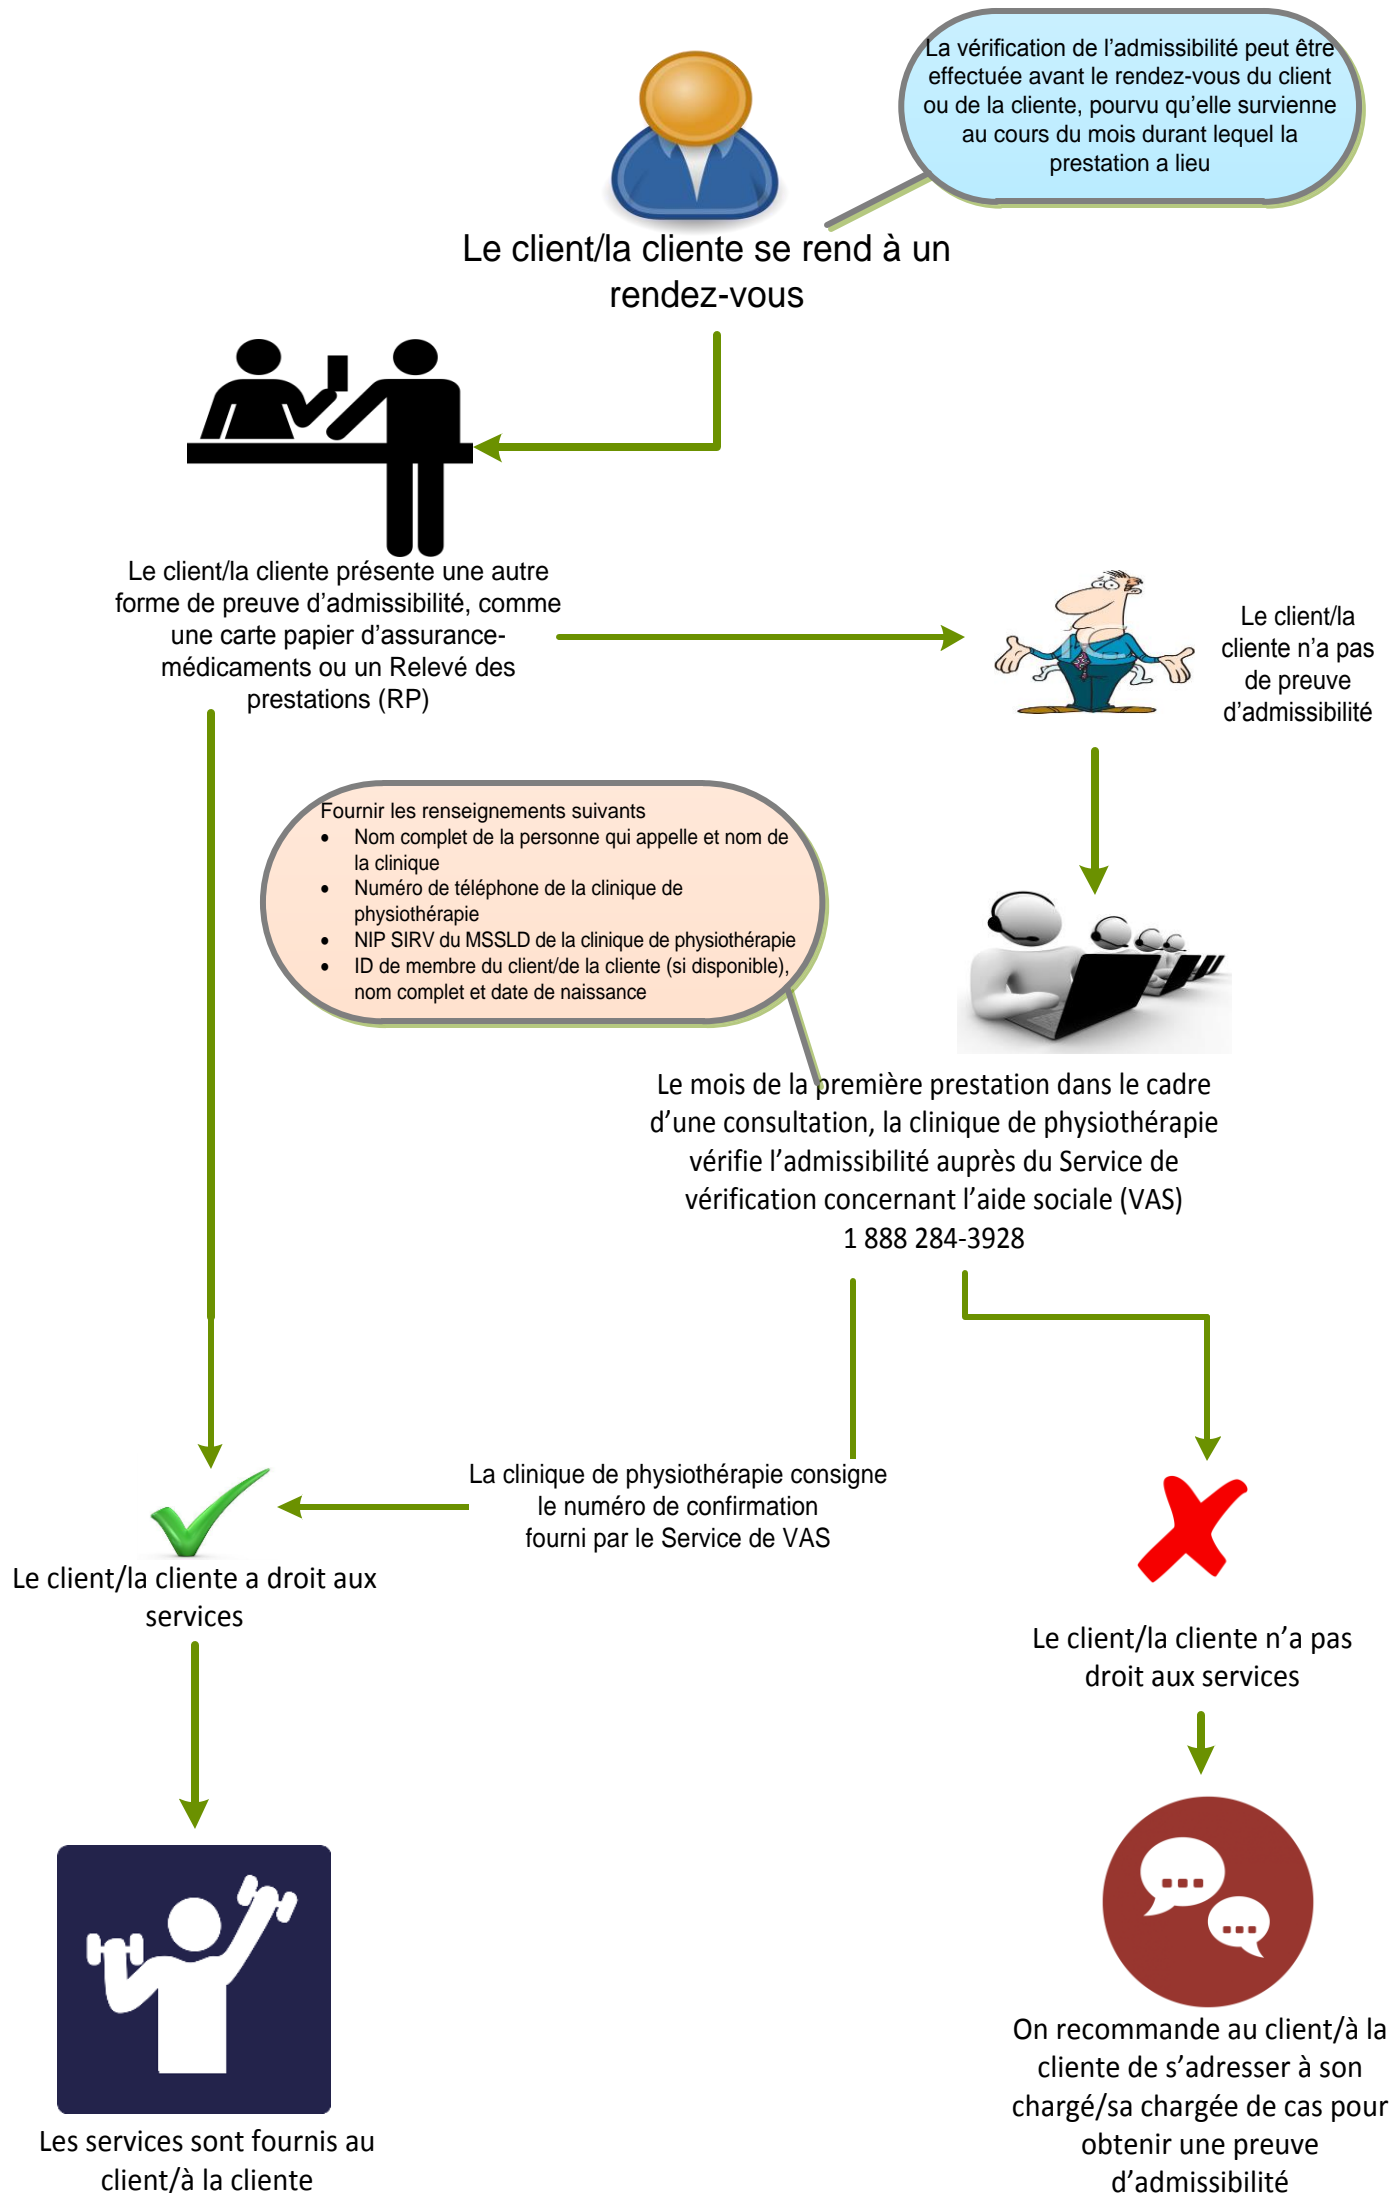 La vérification de l'admissibilité peut être
effectuée avant le rendez-vous du client
ou de la cliente, pourvu qu'elle survienne
au cours du mois durant lequel la
prestation a lieu
Le client/la cliente se rend à un
rendez-vous
Le client/la cliente présente une autre
forme de preuve d'admissibilité, comme
une carte papier d'assurance-
médicaments ou un Relevé des
prestations (RP)
Le client/la
cliente n'a pas
de preuve
d'admissibilité
Fournir les renseignements suivants
• Nom complet de la personne qui appelle et nom de
la clinique
• Numéro de téléphone de la clinique de
physiothérapie
• NIP SIRV du MSSLD de la clinique de physiothérapie
• ID de membre du client/de la cliente (si disponible),
nom complet et date de naissance
Le mois de la première prestation dans le cadre
d'une consultation, la clinique de physiothérapie
vérifie l'admissibilité auprès du Service de
vérification concernant l'aide sociale (VAS)
1 888 284-3928
La clinique de physiothérapie consigne
le numéro de confirmation
fourni par le Service de VAS
Le client/la cliente a droit aux
services
Le client/la cliente n'a pas
droit aux services
Les services sont fournis au
client/à la cliente
On recommande au client/à la
cliente de s'adresser à son
chargé/sa chargée de cas pour
obtenir une preuve
d'admissibilité